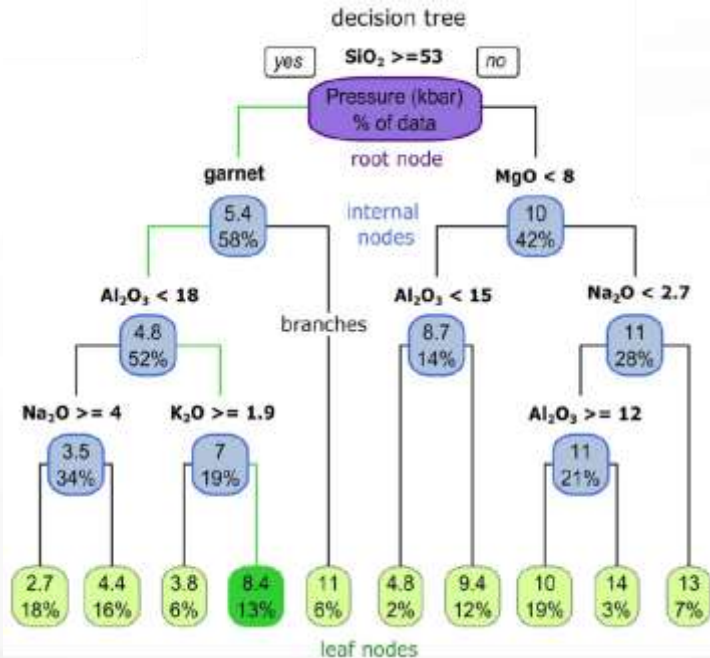 decision tree
yes
SiO₂ >=53
no
Pressure (kbar)
% of data
root node
garnet
MgO < 8
5.4
58%
internal
nodes
10
42%
Al₂O₃ < 18
branches
Al₂O₃ < 15
Na₂O < 2.7
4.8
52%
8.7
14%
11
28%
Na₂O >= 4
K₂O >= 1.9
Al₂O₃ >= 12
3.5
34%
7
19%
11
21%
2.7
18%
4.4
16%
3.8
6%
8.4
13%
11
6%
4.8
2%
9.4
12%
10
19%
14
3%
13
7%
leaf nodes